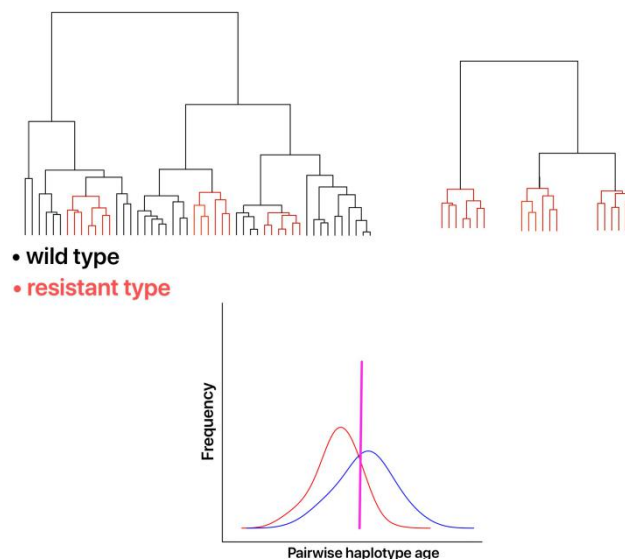 • wild type
• resistant type
Frequency
Pairwise haplotype age